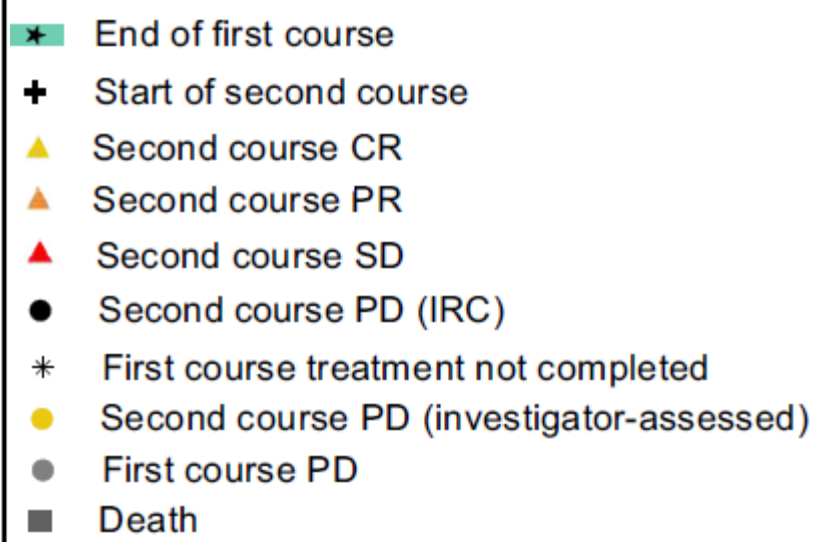 End of first course
Start of second course
Second course CR
Second course PR
Second course SD
Second course PD (IRC)
First course treatment not completed
Second course PD (investigator-assessed)
First course PD
Death